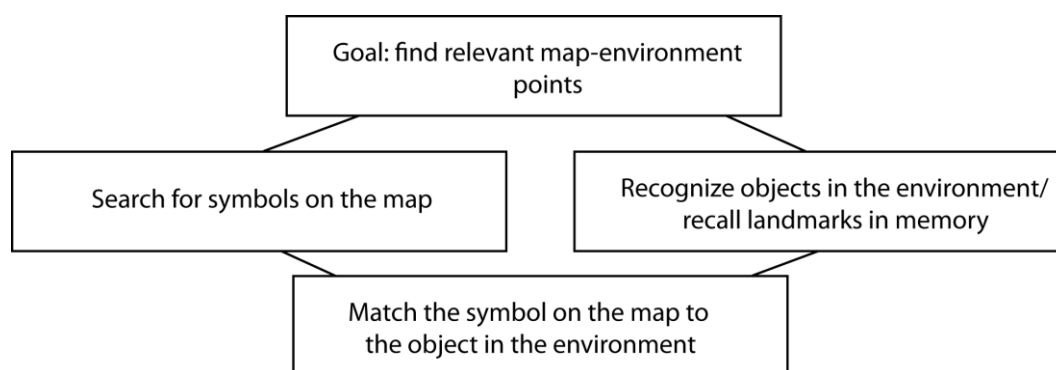 Goal: find relevant map-environment
points
Search for symbols on the map
Recognize objects in the environment/
recall landmarks in memory
Match the symbol on the map to
the object in the environment